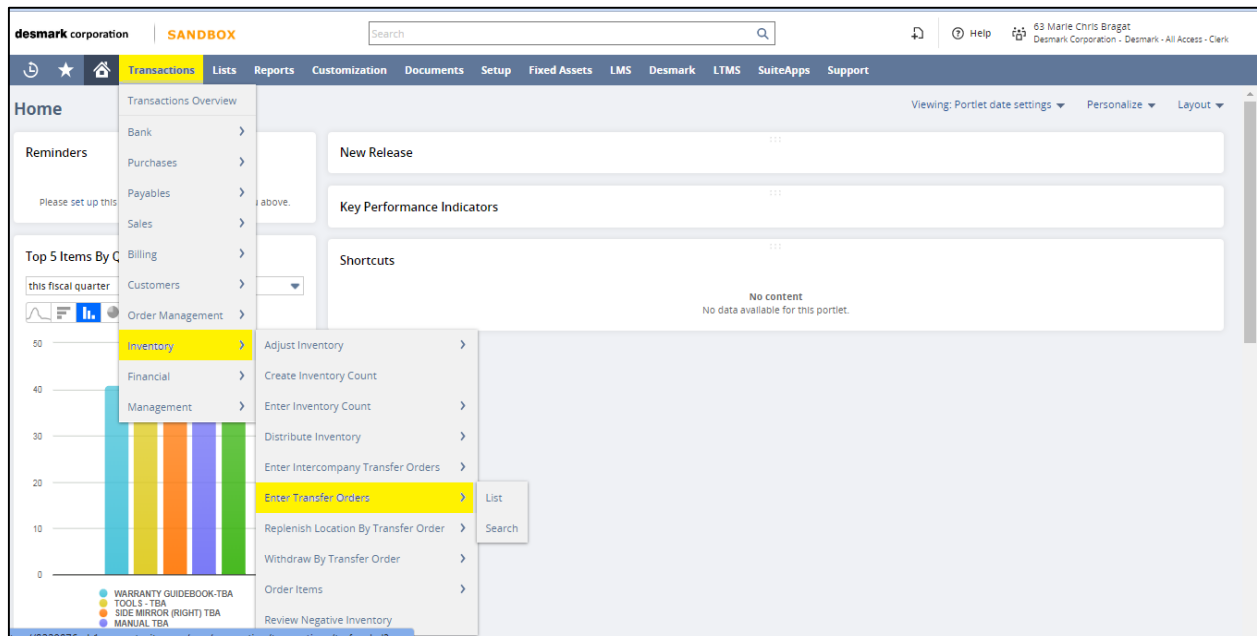 desmark corporation SANDBOX Search Help 63 Marie Chris Bragat
Desmark Corporation - Desmark - All Access - Clerk
Transactions Lists Reports Customization Documents Setup Fixed Assets LMS Desmark LTMS SuiteApps Support
Home
Viewing: Portlet date settings Personalize Layout
Transactions Overview
Bank
Purchases
Payables
Sales
Billing
Customers
Order Management
Inventory
Financial
Management
Adjust Inventory
Create Inventory Count
Enter Inventory Count
Distribute Inventory
Enter Intercompany Transfer Orders
Enter Transfer Orders
Replenish Location By Transfer Order
Withdraw By Transfer Order
Order Items
Review Negative Inventory
List
Search
Reminders
Please set up this
above.
New Release
Key Performance Indicators
Shortcuts
No content
No data available for this portlet.
Top 5 Items By
this fiscal quarter
50
40
30
20
10
0
WARRANTY GUIDEBOOK-TBA
TOOLS - TBA
SIDE MIRROR (RIGHT) TBA
MANUAL TBA